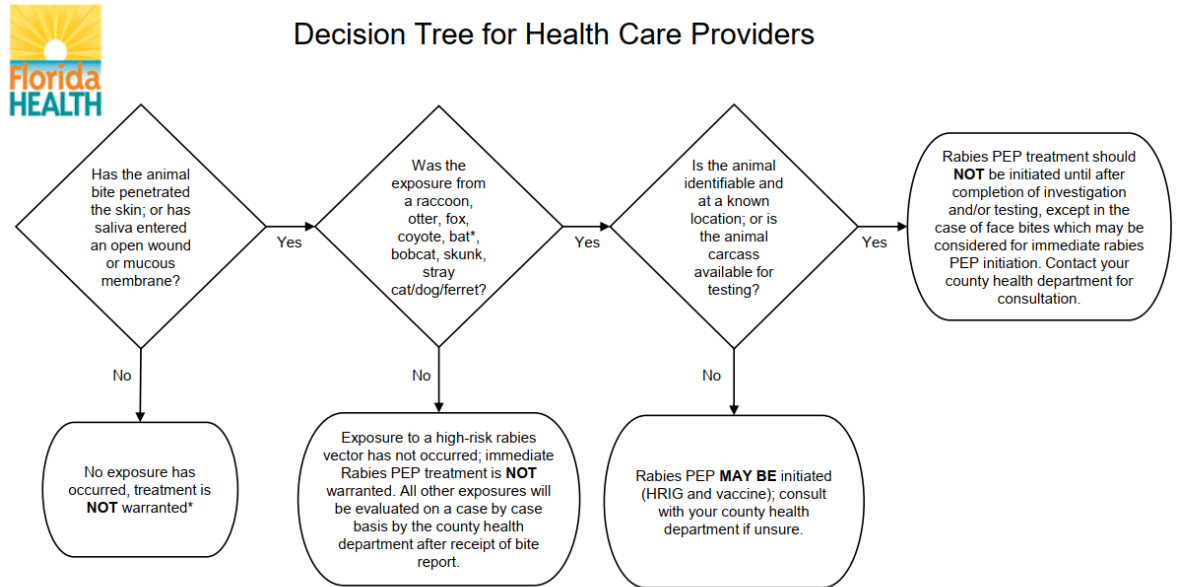 Florida
HEALTH
Decision Tree for Health Care Providers
Has the animal
bite penetrated
the skin; or has
saliva entered
an open wound
or mucous
membrane?
Yes
Was the
exposure from
a raccoon,
otter, fox,
coyote, bat*,
bobcat, skunk,
stray
cat/dog/ferret?
Yes
Is the animal
identifiable and
at a known
location; or is
the animal
carcass
available for
testing?
Yes
Rabies PEP treatment should
NOT be initiated until after
completion of investigation
and/or testing, except in the
case of face bites which may be
considered for immediate rabies
PEP initiation. Contact your
county health department for
consultation.
No
No
No
No exposure has
occurred, treatment is
NOT warranted*
Exposure to a high-risk rabies
vector has not occurred; immediate
Rabies PEP treatment is NOT
warranted. All other exposures will
be evaluated on a case by case
basis by the county health
department after receipt of bite
report.
Rabies PEP MAY BE initiated
(HRIG and vaccine); consult
with your county health
department if unsure.